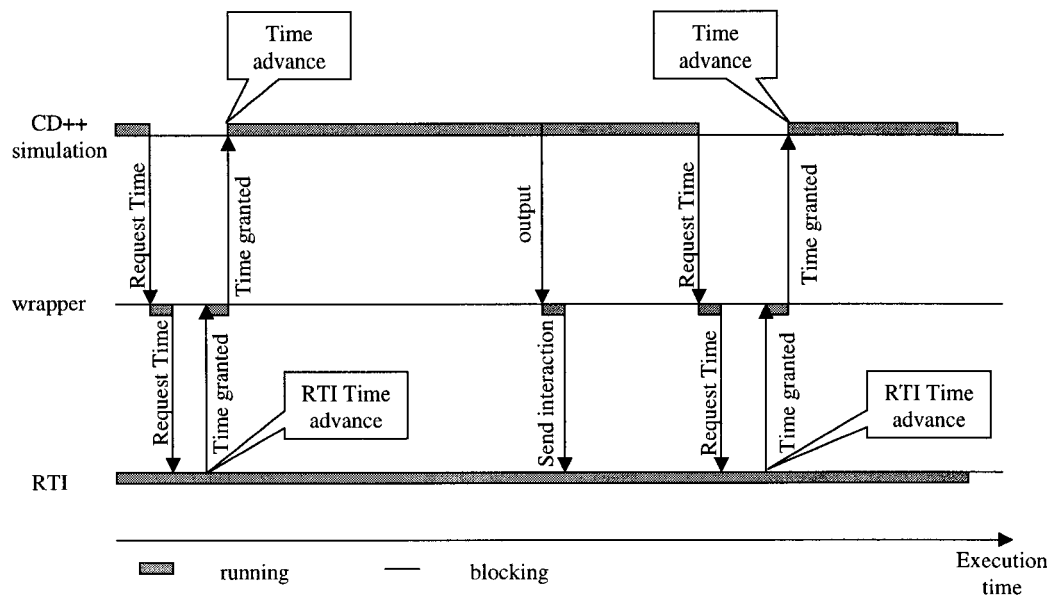 Time
advance
Time
advance
CD++
simulation
Request Time
Time granted
output
Request Time
Time granted
wrapper
Request Time
Time granted
RTI Time
advance
Send interaction
Request Time
Time granted
RTI Time
advance
RTI
running
blocking
Execution
time